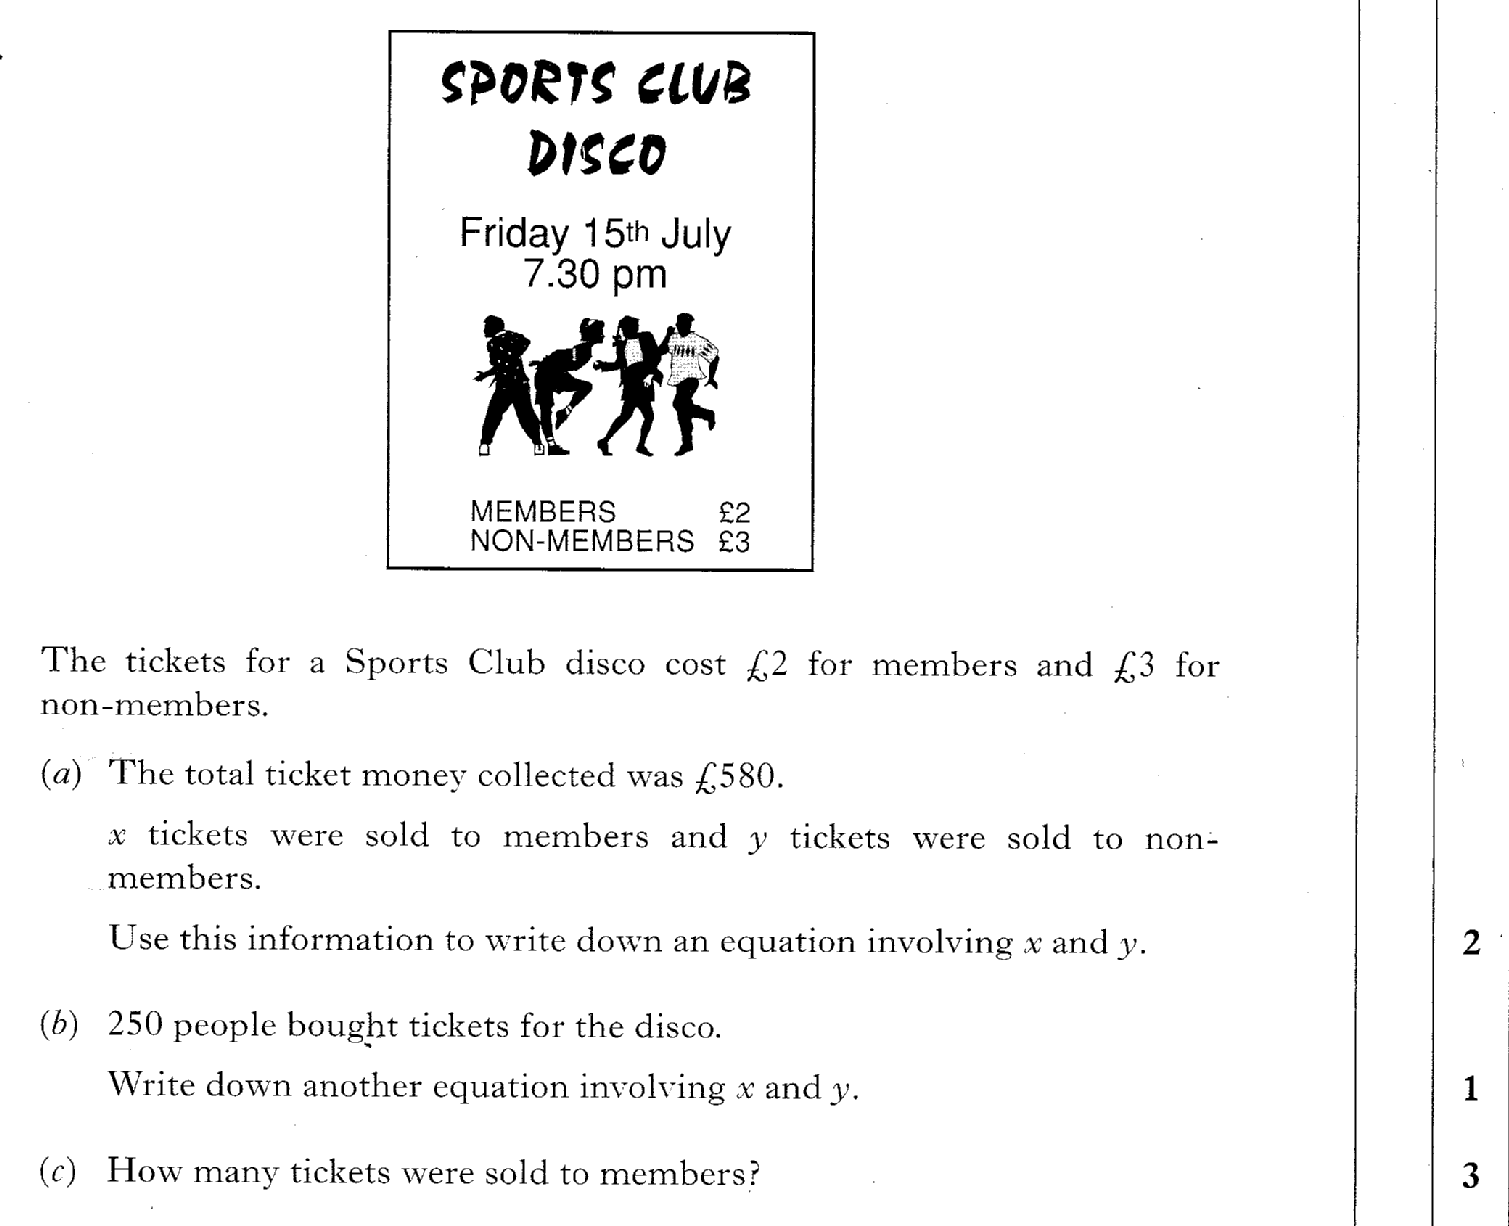 SPORTS CLUB
DISCO
Friday 15th July
7.30 pm
MEMBERS £2
NON-MEMBERS £3
The tickets for a Sports Club disco cost £2 for members and £3 for
non-members.
(a) The total ticket money collected was £580.
x tickets were sold to members and y tickets were sold to non-
members.
Use this information to write down an equation involving x and y.
2
(b) 250 people bought tickets for the disco.
Write down another equation involving x and y.
1
(c) How many tickets were sold to members?
3